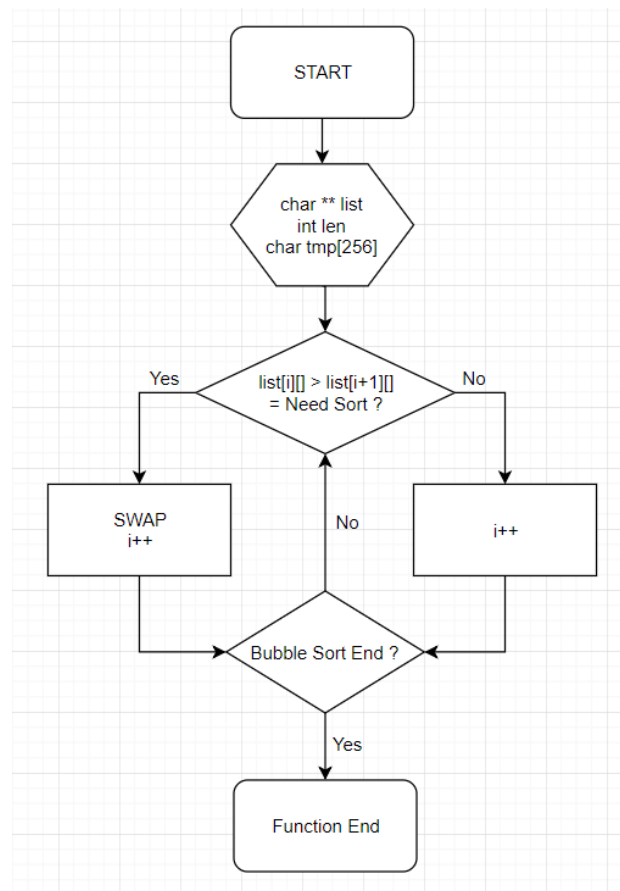 START
char ** list
int len
char tmp[256]
list[i][] > list[i+1][]
= Need Sort ?
Yes
No
SWAP
i++
i++
No
Bubble Sort End ?
Yes
Function End